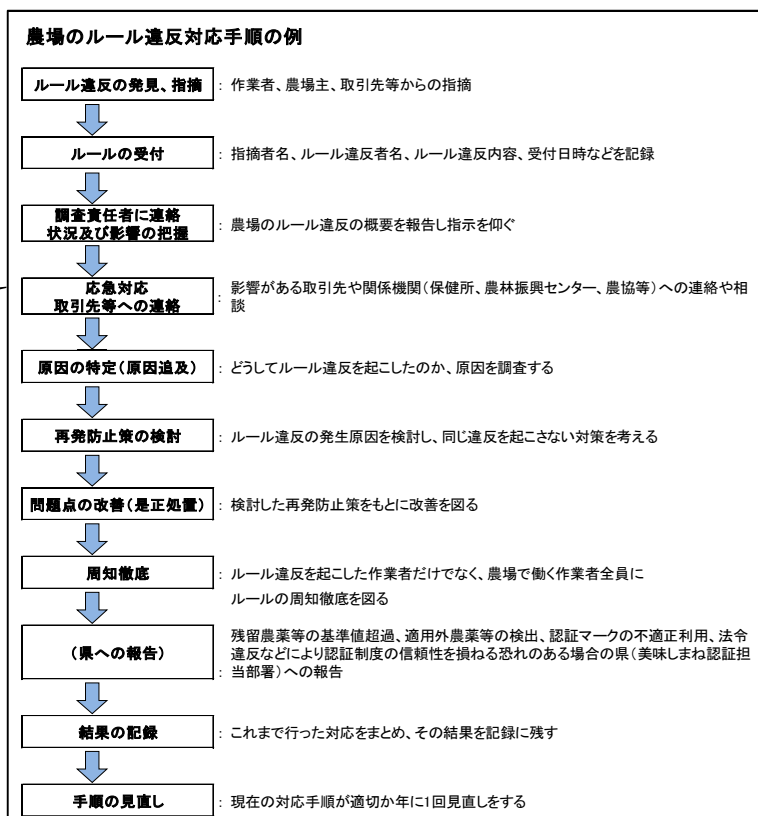 農場のルール違反対応手順の例
ルール違反の発見、指摘 : 作業者、農場主、取引先等からの指摘
ルールの受付 : 指摘者名、ルール違反者名、ルール違反内容、受付日時などを記録
調査責任者に連絡
状況及び影響の把握 : 農場のルール違反の概要を報告し指示を仰ぐ
応急対応
取引先等への連絡 : 影響がある取引先や関係機関(保健所、農林振興センター、農協等)への連絡や相
談
原因の特定(原因追及) : どうしてルール違反を起こしたのか、原因を調査する
再発防止策の検討 : ルール違反の発生原因を検討し、同じ違反を起こさない対策を考える
問題点の改善(是正処置) : 検討した再発防止策をもとに改善を図る
周知徹底 : ルール違反を起こした作業者だけでなく、農場で働く作業者全員に
ルールの周知徹底を図る
(県への報告) : 残留農薬等の基準値超過、適用外農薬等の検出、認証マークの不適正利用、法令
違反などにより認証制度の信頼性を損ねる恐れのある場合の県(美味しまね認証担
当部署)への報告
結果の記録 : これまで行った対応をまとめ、その結果を記録に残す
手順の見直し : 現在の対応手順が適切か年に1回見直しをする